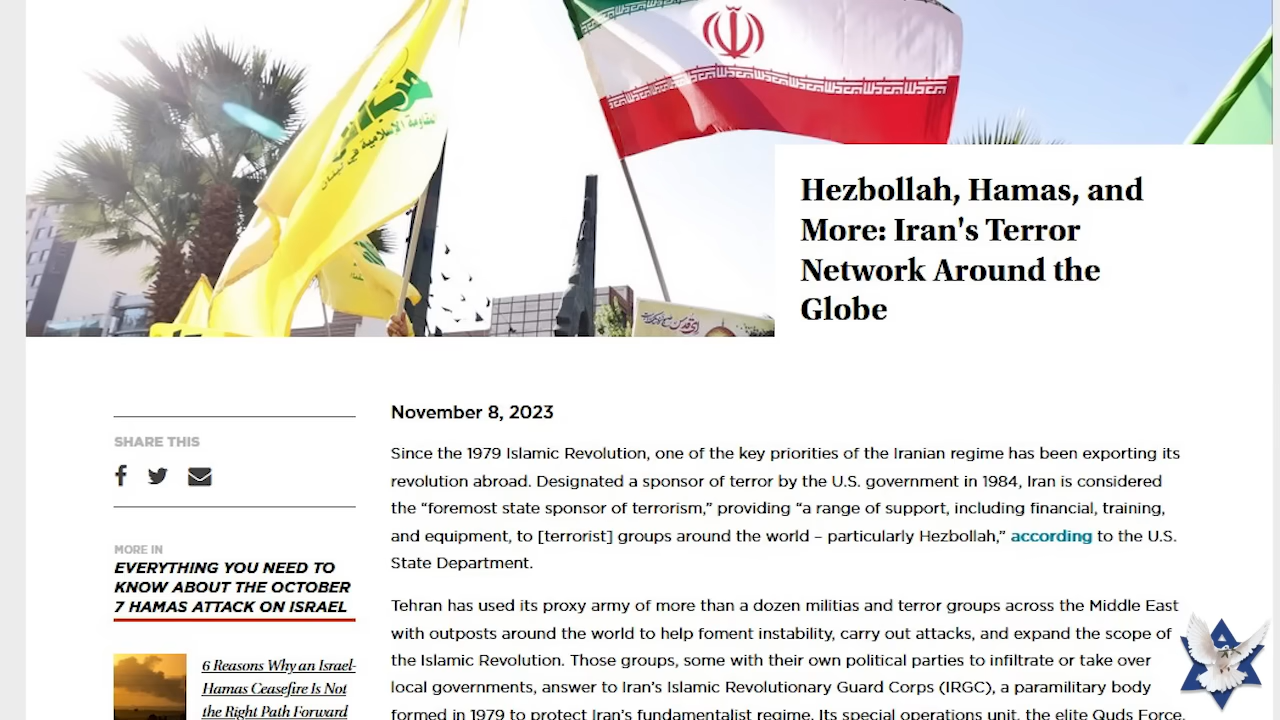 المقاومة الإسلامية في لبنان
Hezbollah, Hamas, and
More: Iran's Terror
Network Around the
Globe
November 8, 2023
Since the 1979 Islamic Revolution, one of the key priorities of the Iranian regime has been exporting its
revolution abroad. Designated a sponsor of terror by the U.S. government in 1984, Iran is considered
the “foremost state sponsor of terrorism,” providing “a range of support, including financial, training,
and equipment, to [terrorist] groups around the world – particularly Hezbollah,” according to the U.S.
State Department.
Tehran has used its proxy army of more than a dozen militias and terror groups across the Middle East
with outposts around the world to help foment instability, carry out attacks, and expand the scope of
the Islamic Revolution. Those groups, some with their own political parties to infiltrate or take over
local governments, answer to Iran’s Islamic Revolutionary Guard Corps (IRGC), a paramilitary body
formed in 1979 to protect Iran’s fundamentalist regime. Its special operations unit, the elite Quds Force,
SHARE THIS
MORE IN
EVERYTHING YOU NEED TO
KNOW ABOUT THE OCTOBER
7 HAMAS ATTACK ON ISRAEL
6 Reasons Why an Israel-
Hamas Ceasefire Is Not
the Right Path Forward